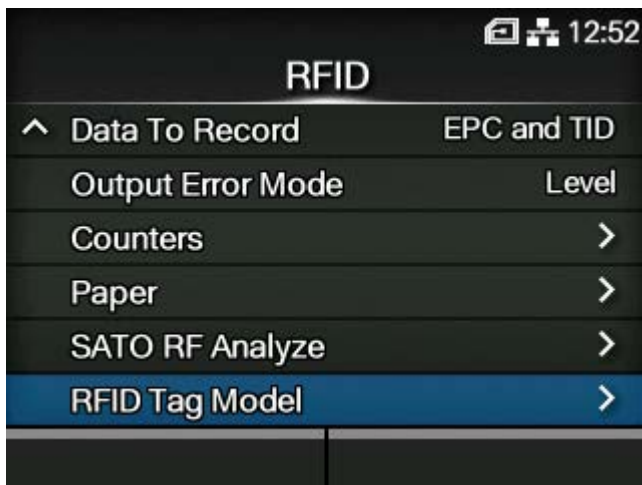 12:52
RFID
Data To Record EPC and TID
Output Error Mode Level
Counters
Paper
SATO RF Analyze
RFID Tag Model